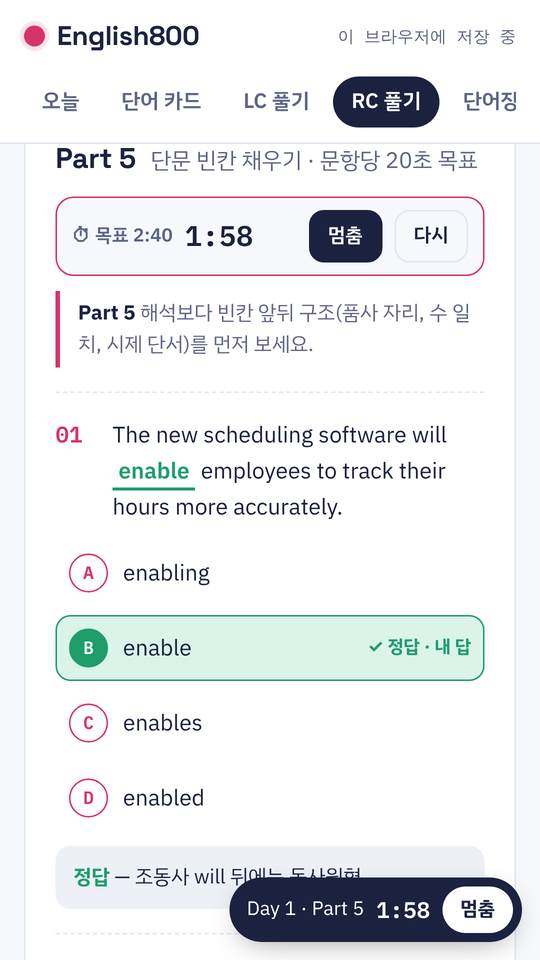 English800
이 브라우저에 저장 중
오늘 단어 카드 LC 풀기 RC 풀기 단어장
Part 5 단문 빈칸 채우기 · 문항당 20초 목표
⏱ 목표 2:40 1:58 멈춤 다시
Part 5 해석보다 빈칸 앞뒤 구조(품사 자리, 수 일
치, 시제 단서)를 먼저 보세요.
01 The new scheduling software will
enable employees to track their
hours more accurately.
A enabling
B enable ✓ 정답 · 내 답
C enables
D enabled
정답 — 조동사 will 뒤에는 동사원형
Day 1 · Part 5 1:58 멈춤